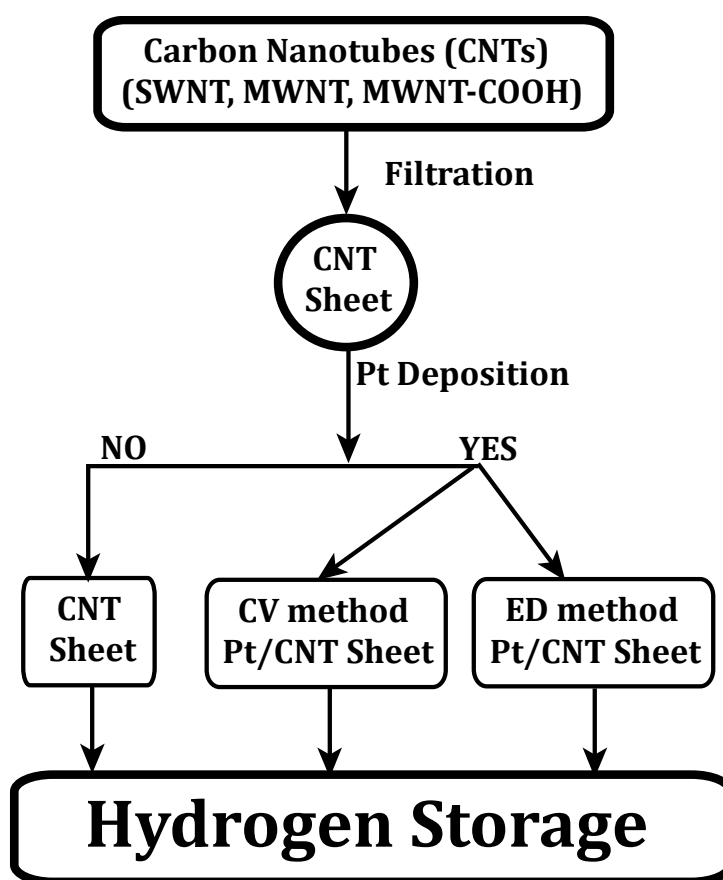 Carbon Nanotubes (CNTs)
(SWNT, MWNT, MWNT-COOH)
Filtration
CNT
Sheet
Pt Deposition
NO
YES
CNT
Sheet
CV method
Pt/CNT Sheet
ED method
Pt/CNT Sheet
Hydrogen Storage